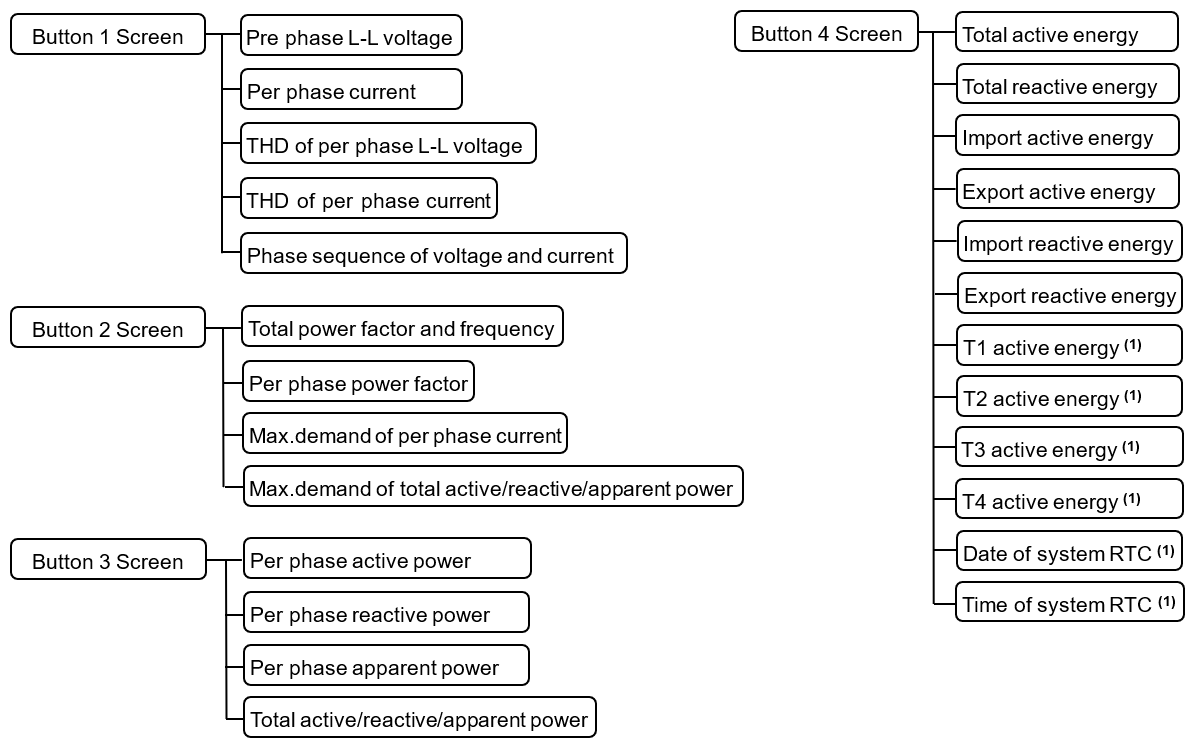 Button 1 Screen
Pre phase L-L voltage
Per phase current
THD of per phase L-L voltage
THD of per phase current
Phase sequence of voltage and current
Button 2 Screen
Total power factor and frequency
Per phase power factor
Max.demand of per phase current
Max.demand of total active/reactive/apparent power
Button 3 Screen
Per phase active power
Per phase reactive power
Per phase apparent power
Total active/reactive/apparent power
Button 4 Screen
Total active energy
Total reactive energy
Import active energy
Export active energy
Import reactive energy
Export reactive energy
T1 active energy (1)
T2 active energy (1)
T3 active energy (1)
T4 active energy (1)
Date of system RTC (1)
Time of system RTC (1)